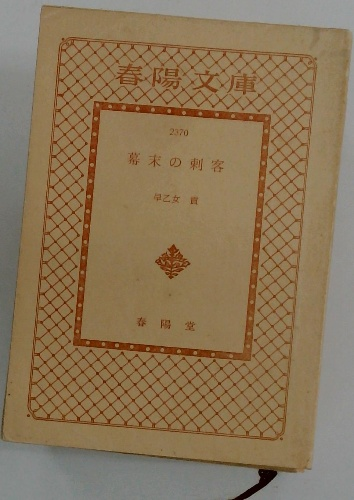 春陽文庫
2370
幕末の刺客
早乙女 貢
春陽堂